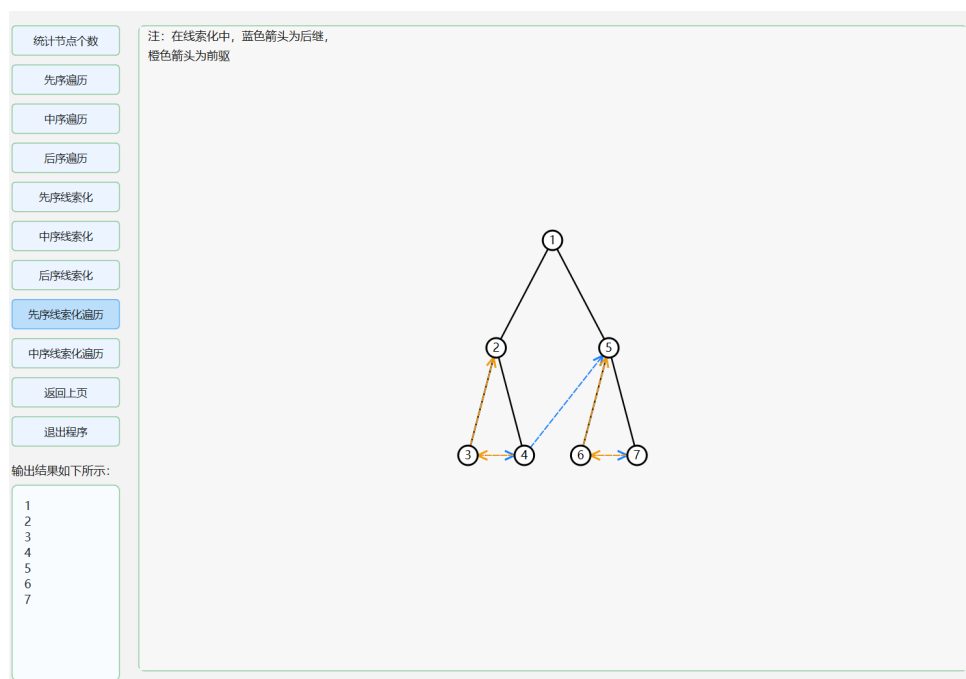 统计节点个数
先序遍历
中序遍历
后序遍历
先序线索化
中序线索化
后序线索化
先序线索化遍历
中序线索化遍历
返回上页
退出程序
输出结果如下所示：
1
2
3
4
5
6
7
注：在线索化中，蓝色箭头为后继，
橙色箭头为前驱
1
2
5
3
4
6
7